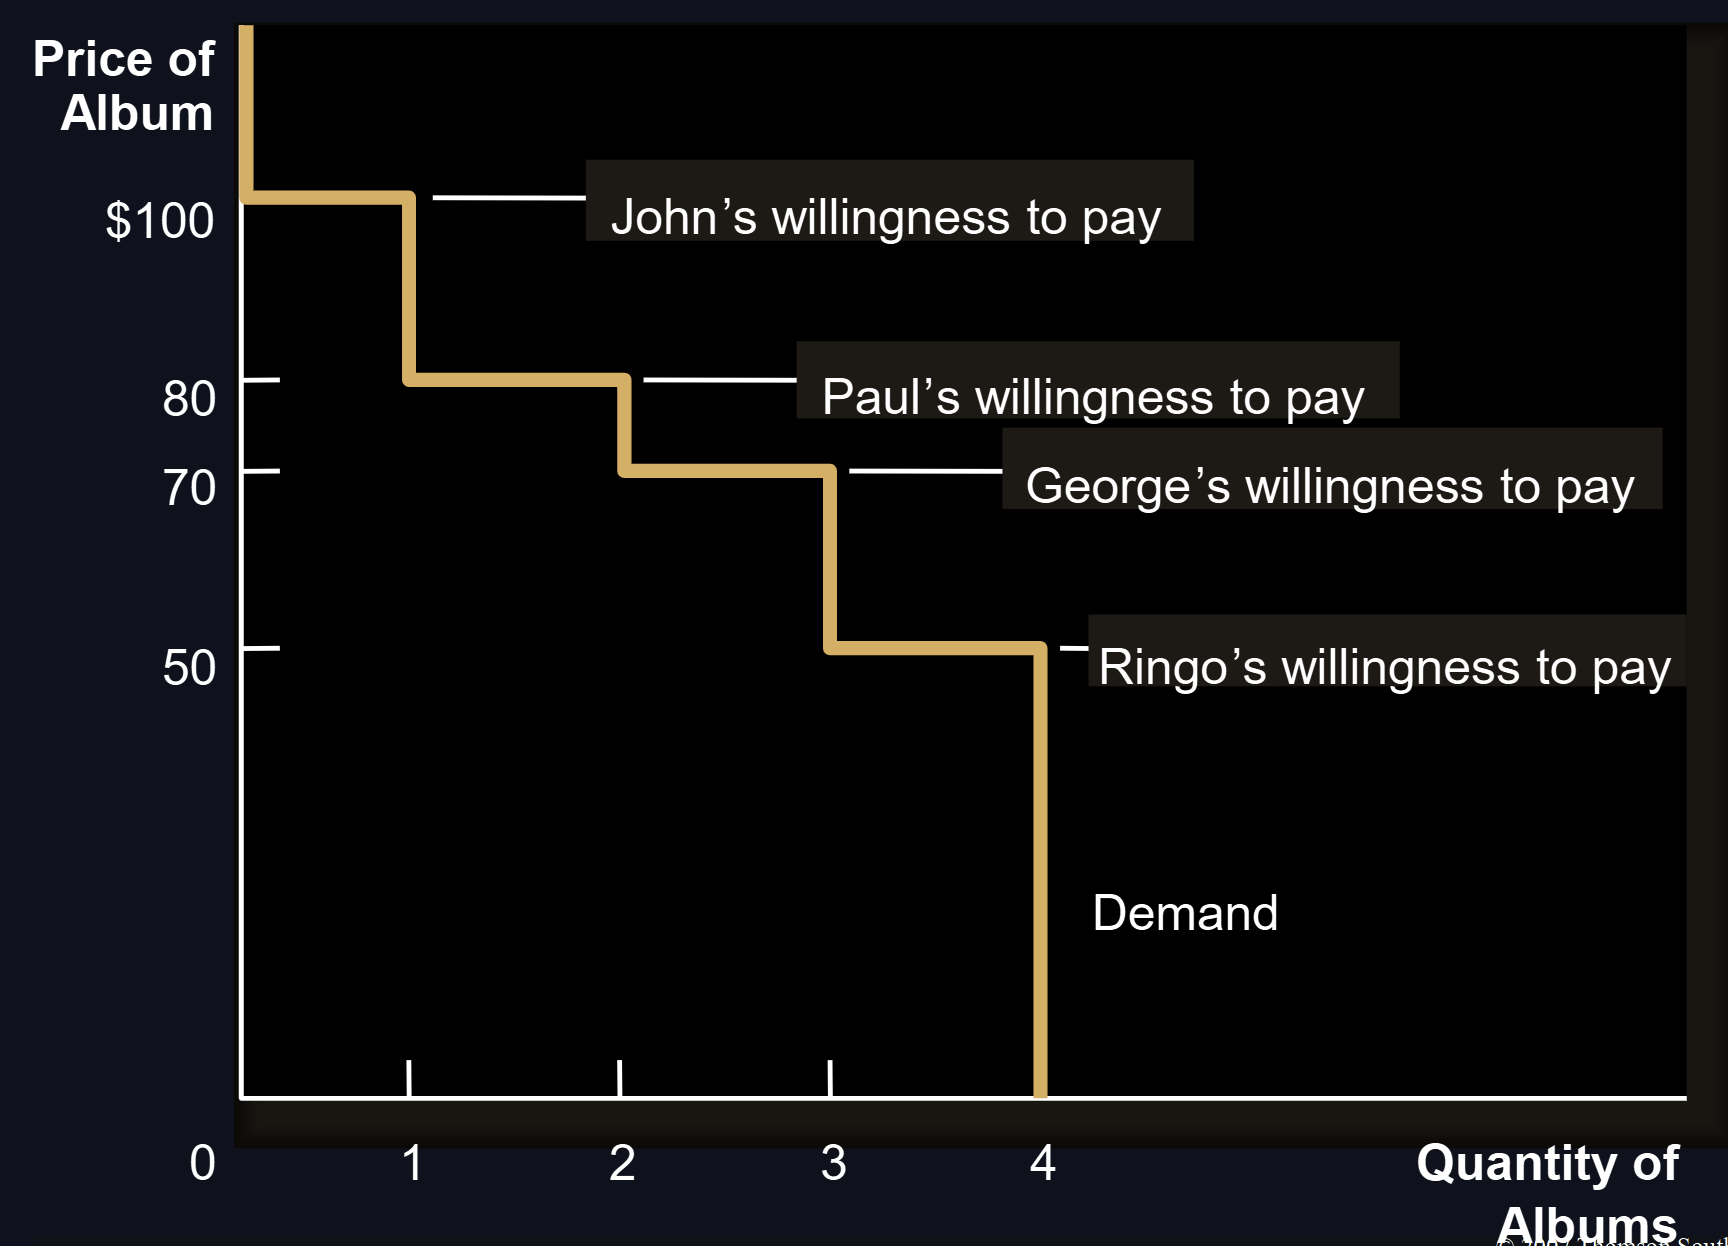 Price of
Album
$100
John’s willingness to pay
80
Paul’s willingness to pay
70
George’s willingness to pay
50
Ringo’s willingness to pay
Demand
0
1
2
3
4
Quantity of
Albums